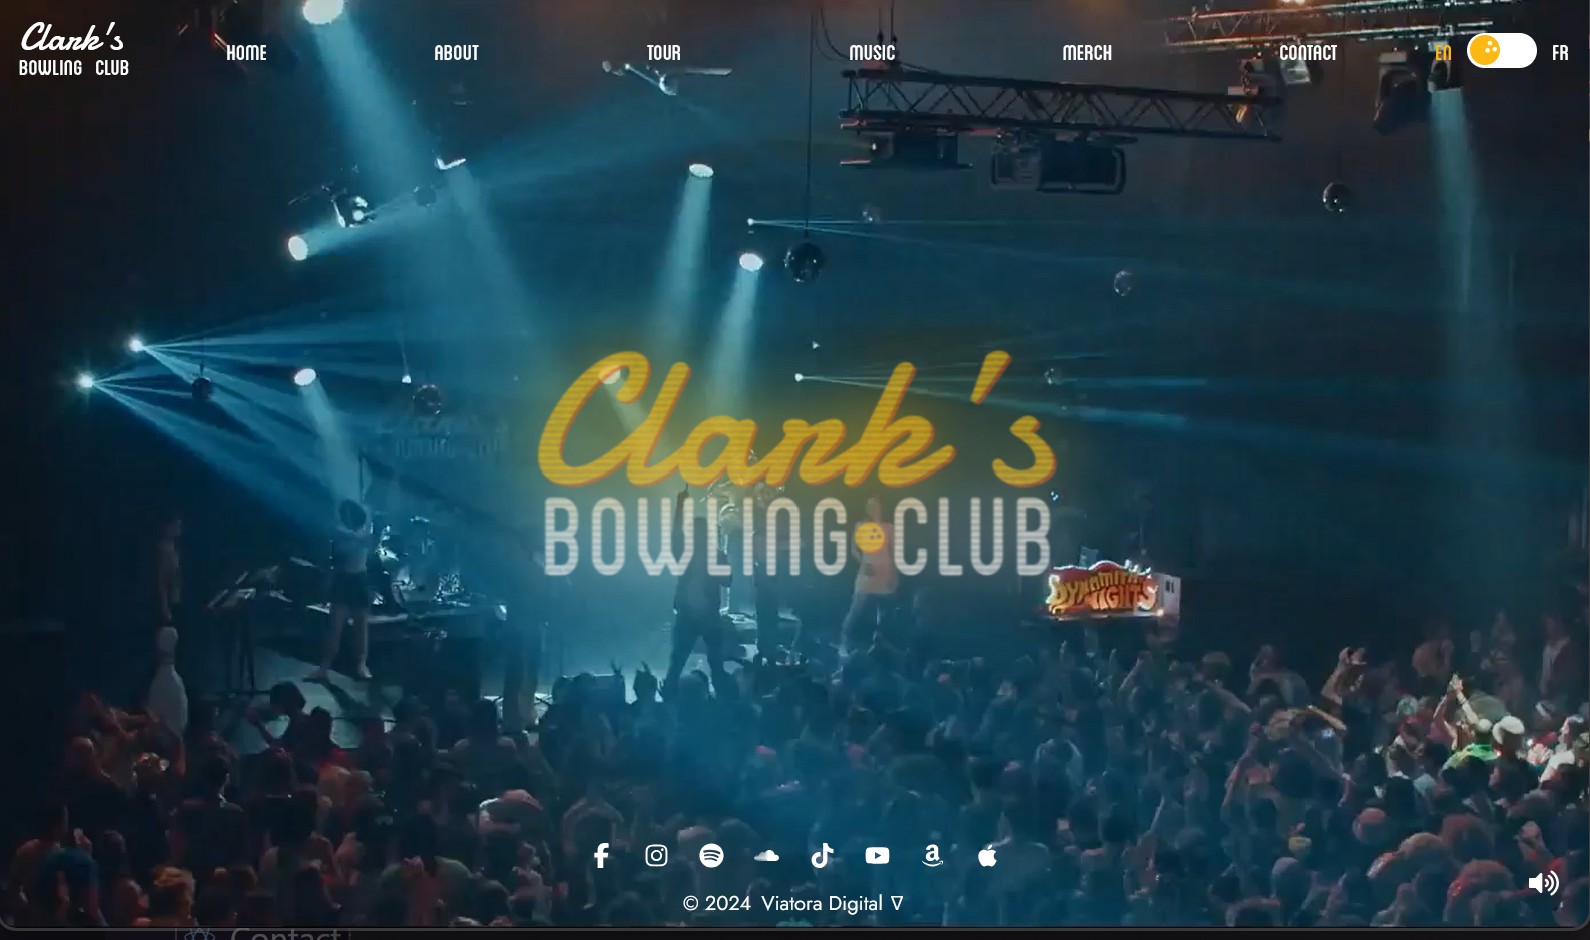 Clark's
BOWLING CLUB
HOME
ABOUT
TOUR
MUSIC
MERCH
CONTACT
EN
FR
Clark's
BOWLING CLUB
DYNAMITE
NIGHTS
© 2024 Viatora Digital ∇
Contact